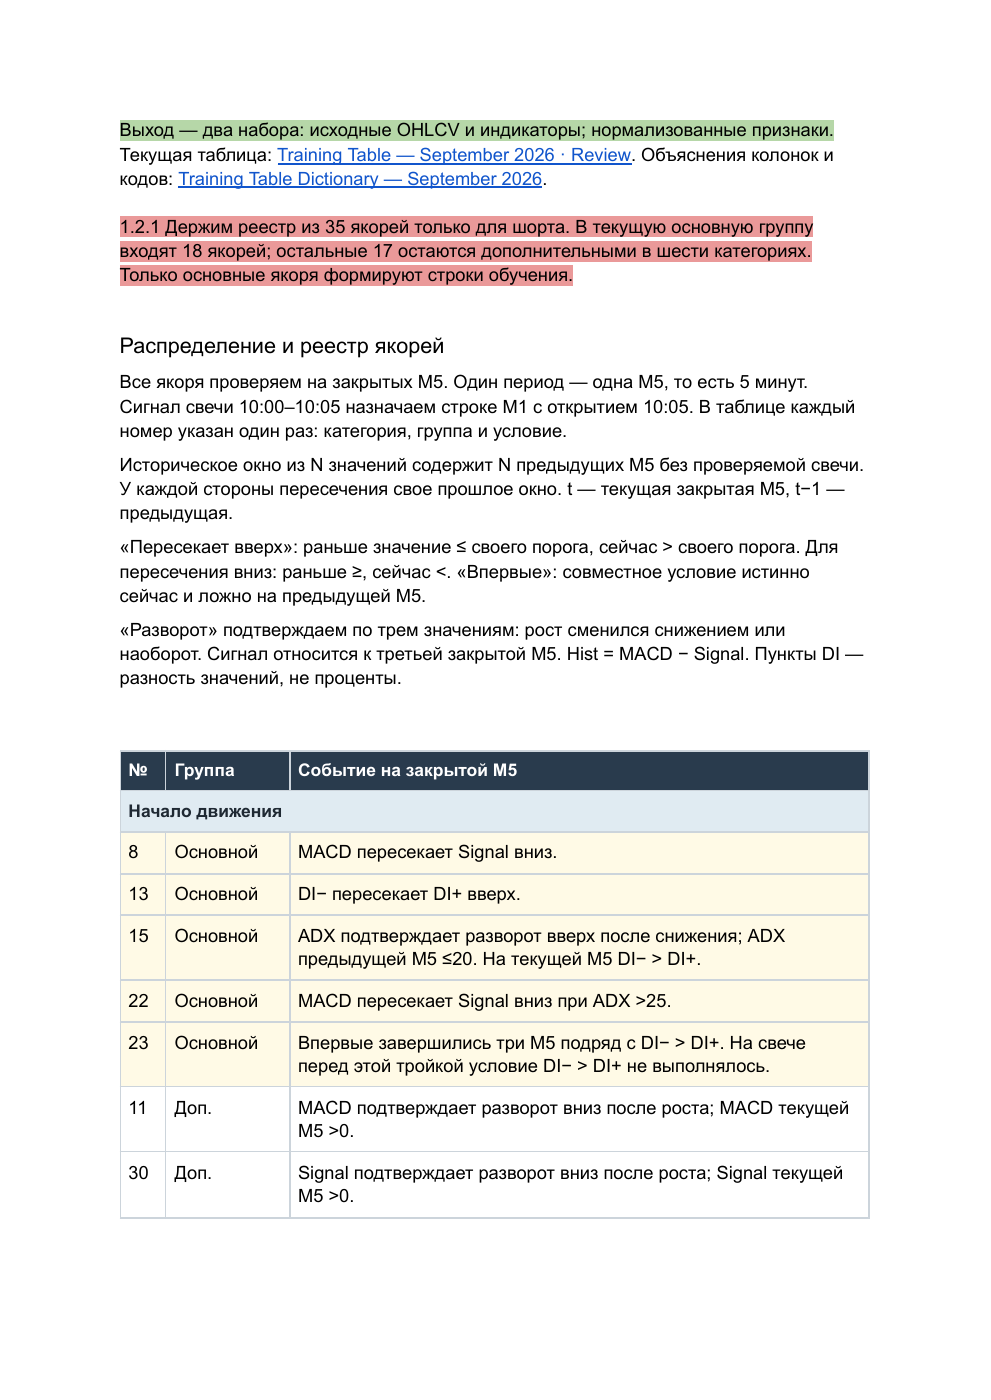 Выход — два набора: исходные OHLCV и индикаторы; нормализованные признаки.
Текущая таблица: Training Table — September 2026 · Review. Объяснения колонок и
кодов: Training Table Dictionary — September 2026.
1.2.1 Держим реестр из 35 якорей только для шорта. В текущую основную группу
входят 18 якорей; остальные 17 остаются дополнительными в шести категориях.
Только основные якоря формируют строки обучения.
Распределение и реестр якорей
Все якоря проверяем на закрытых M5. Один период — одна M5, то есть 5 минут.
Сигнал свечи 10:00–10:05 назначаем строке M1 с открытием 10:05. В таблице каждый
номер указан один раз: категория, группа и условие.
Историческое окно из N значений содержит N предыдущих M5 без проверяемой свечи.
У каждой стороны пересечения свое прошлое окно. t — текущая закрытая M5, t−1 —
предыдущая.
«Пересекает вверх»: раньше значение ≤ своего порога, сейчас > своего порога. Для
пересечения вниз: раньше ≥, сейчас <. «Впервые»: совместное условие истинно
сейчас и ложно на предыдущей M5.
«Разворот» подтверждаем по трем значениям: рост сменился снижением или
наоборот. Сигнал относится к третьей закрытой M5. Hist = MACD − Signal. Пункты DI —
разность значений, не проценты.
№ Группа Событие на закрытой M5
Начало движения
8 Основной MACD пересекает Signal вниз.
13 Основной DI− пересекает DI+ вверх.
15 Основной ADX подтверждает разворот вверх после снижения; ADX
предыдущей M5 ≤20. На текущей M5 DI− > DI+.
22 Основной MACD пересекает Signal вниз при ADX >25.
23 Основной Впервые завершились три M5 подряд с DI− > DI+. На свече
перед этой тройкой условие DI− > DI+ не выполнялось.
11 Доп. MACD подтверждает разворот вниз после роста; MACD текущей
M5 >0.
30 Доп. Signal подтверждает разворот вниз после роста; Signal текущей
M5 >0.